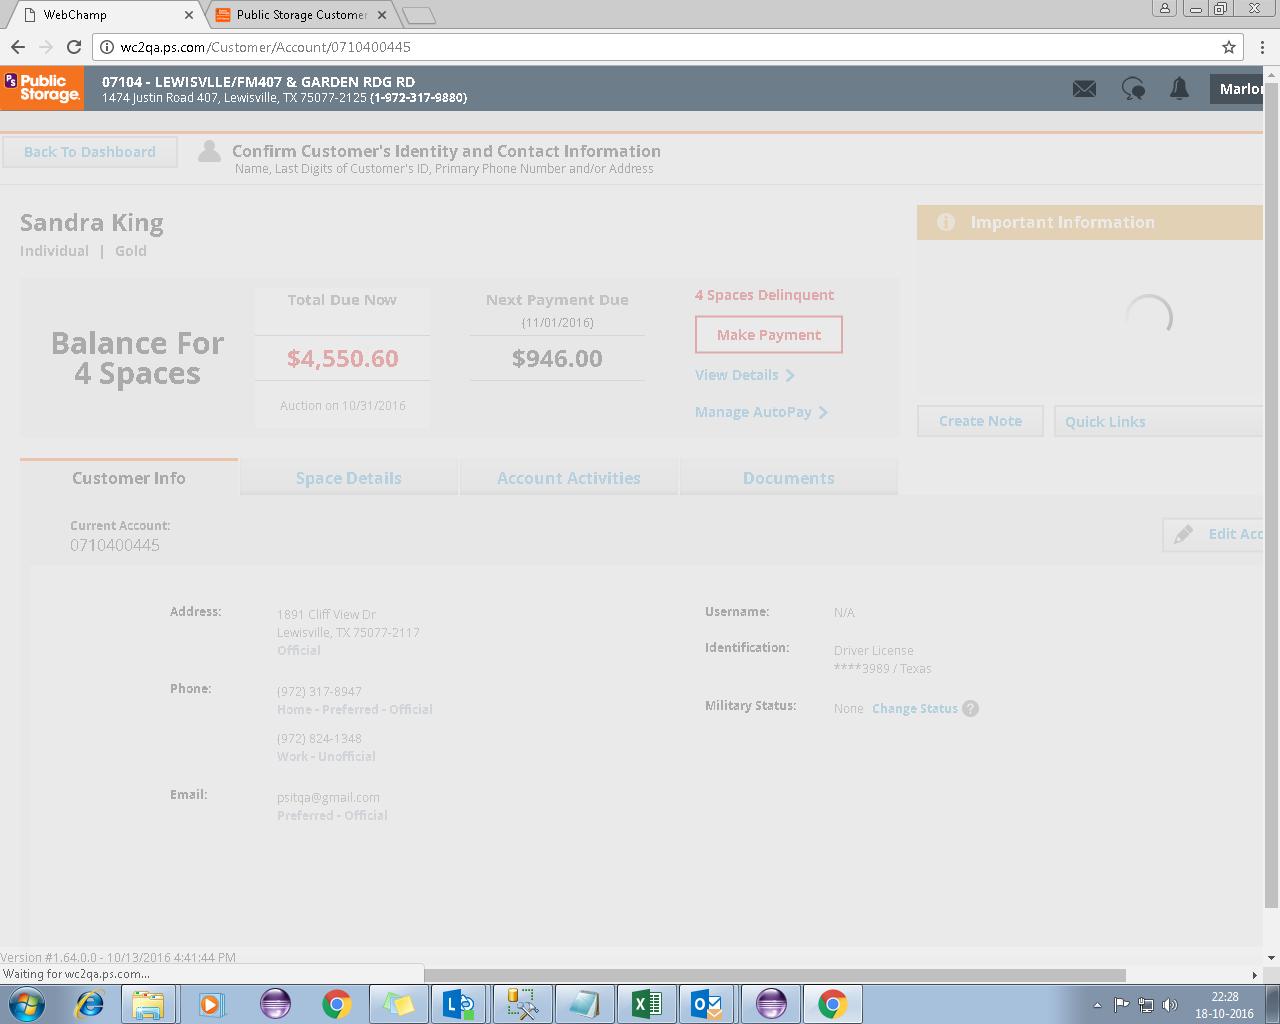 WebChamp
Public Storage Customer
wc2qa.ps.com/Customer/Account/0710400445
PS Public Storage.
07104 - LEWISVLLE/FM407 & GARDEN RDG RD
1474 Justin Road 407, Lewisville, TX 75077-2125 (1-972-317-9880)
Marlo
Back To Dashboard
Confirm Customer's Identity and Contact Information
Name, Last Digits of Customer's ID, Primary Phone Number and/or Address
Sandra King
Individual | Gold
Important Information
Balance For
4 Spaces
Total Due Now
$4,550.60
Auction on 10/31/2016
Next Payment Due
(11/01/2016)
$946.00
4 Spaces Delinquent
Make Payment
View Details
Manage AutoPay
Create Note
Quick Links
Customer Info
Space Details
Account Activities
Documents
Current Account:
0710400445
Edit Acc
Address:
1891 Cliff View Dr
Lewisville, TX 75077-2117
Official
Phone:
(972) 317-8947
Home - Preferred - Official
(972) 824-1348
Work - Unofficial
Email:
psitqa@gmail.com
Preferred - Official
Username:
N/A
Identification:
Driver License
****3989 / Texas
Military Status:
None Change Status ?
Version #1.64.0.0 - 10/13/2016 4:41:44 PM
Waiting for wc2qa.ps.com...
22:28
18-10-2016